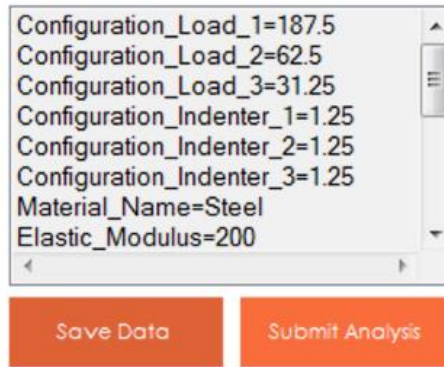 Configuration_Load_1=187.5
Configuration_Load_2=62.5
Configuration_Load_3=31.25
Configuration_Indenter_1=1.25
Configuration_Indenter_2=1.25
Configuration_Indenter_3=1.25
Material_Name=Steel
Elastic_Modulus=200
Save Data
Submit Analysis